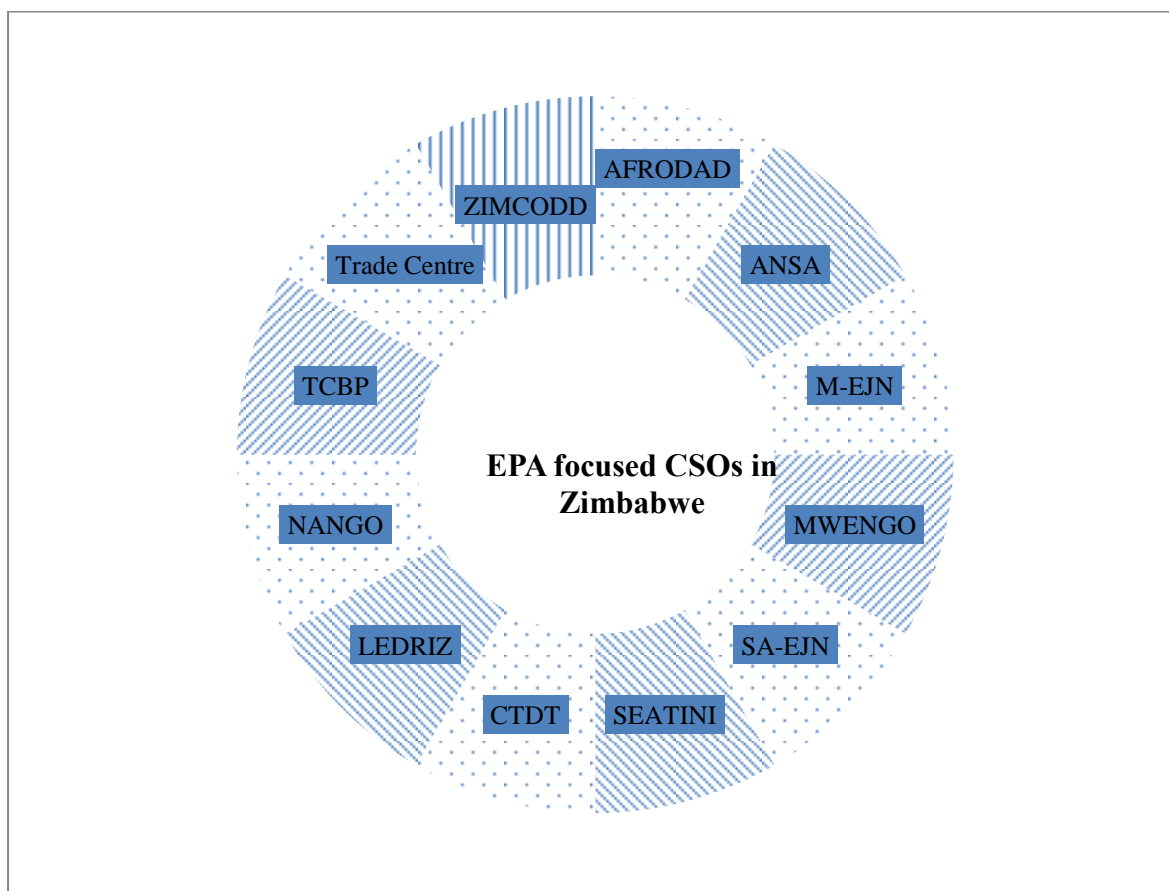 AFRODAD
ANSA
M-EJN
MWENGO
SA-EJN
SEATINI
CTDT
LEDRIZ
NANGO
TCBP
Trade Centre
ZIMCODD
EPA focused CSOs in
Zimbabwe